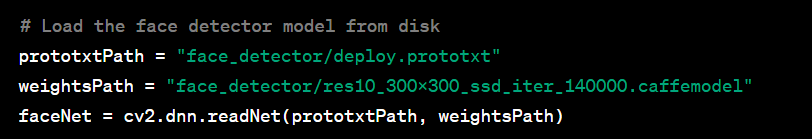 # Load the face detector model from disk
prototxtPath = "face_detector/deploy.prototxt"
weightsPath = "face_detector/res10_300×300_ssd_iter_140000.caffemodel"
faceNet = cv2.dnn.readNet(prototxtPath, weightsPath)